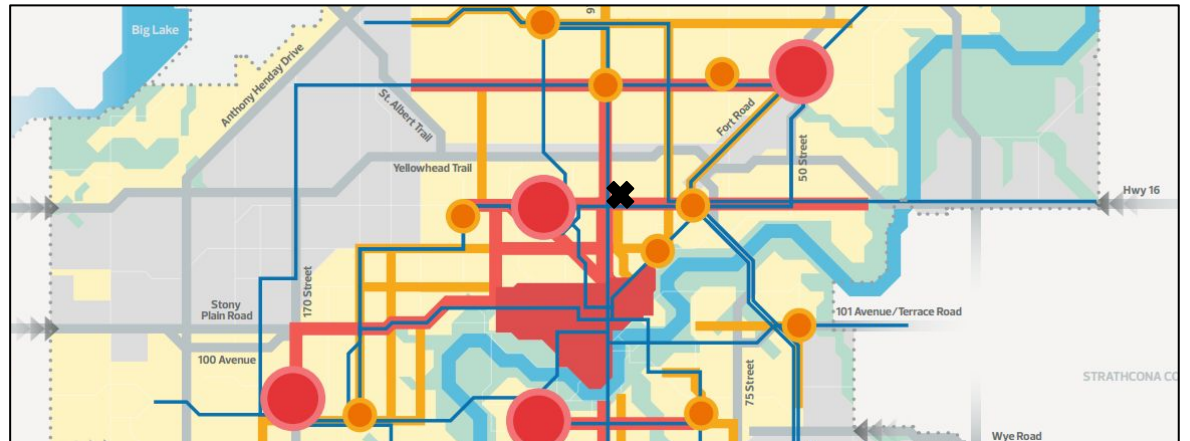 Big Lake
Anthony Henday Drive
St. Albert Trail
Yellowhead Trail
Fort Road
50 Street
Hwy 16
170 Street
Stony
Plain Road
100 Avenue
101 Avenue/Terrace Road
75 Street
STRATHCONA
Wye Road